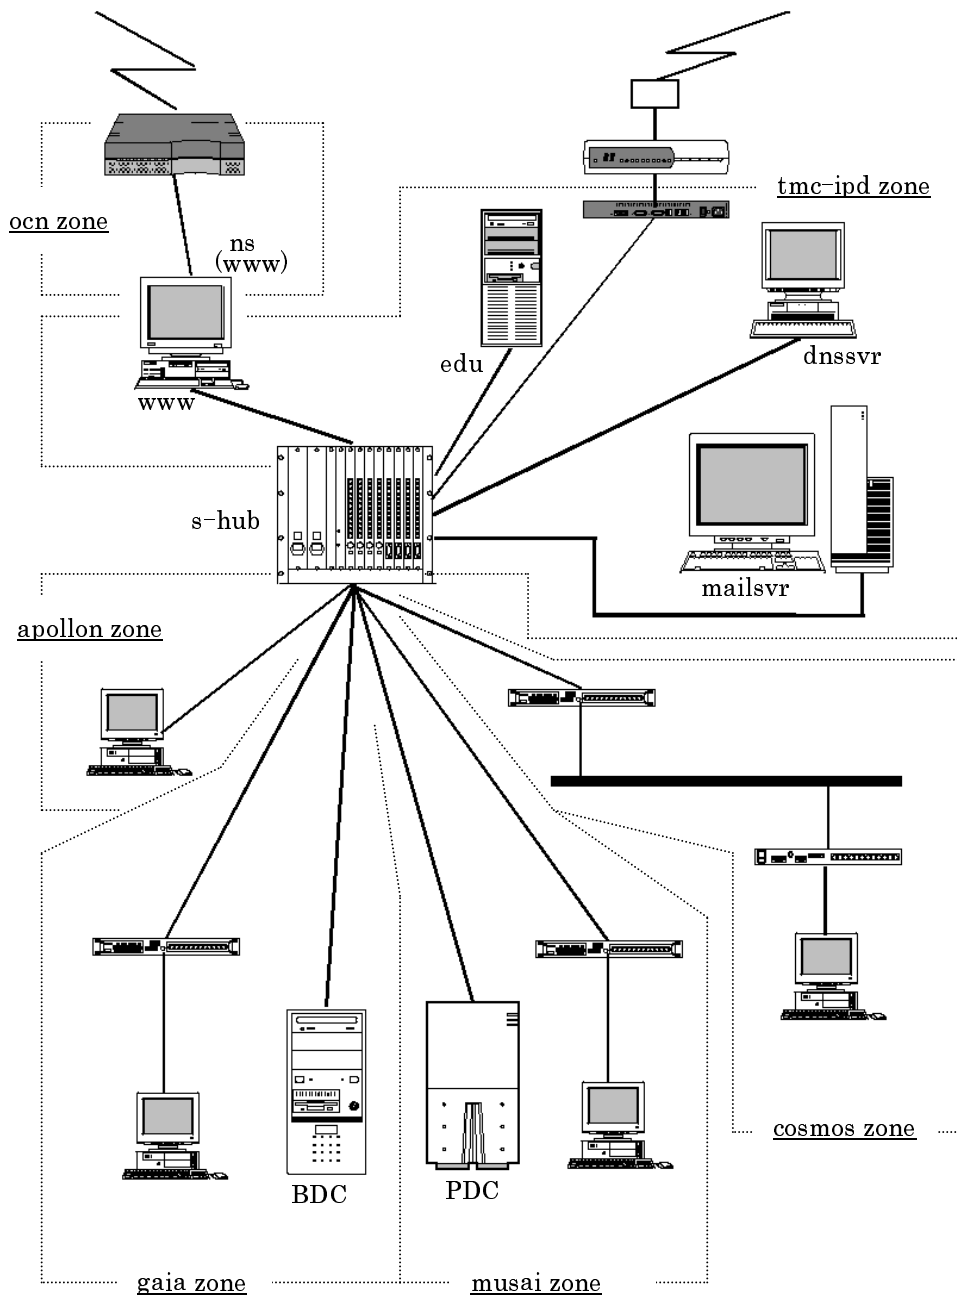 tmc-ipd zone
ocn zone
ns
(www)
edu
dnssvr
www
s-hub
mailsvr
apollon zone
cosmos zone
BDC
PDC
gaia zone
musai zone